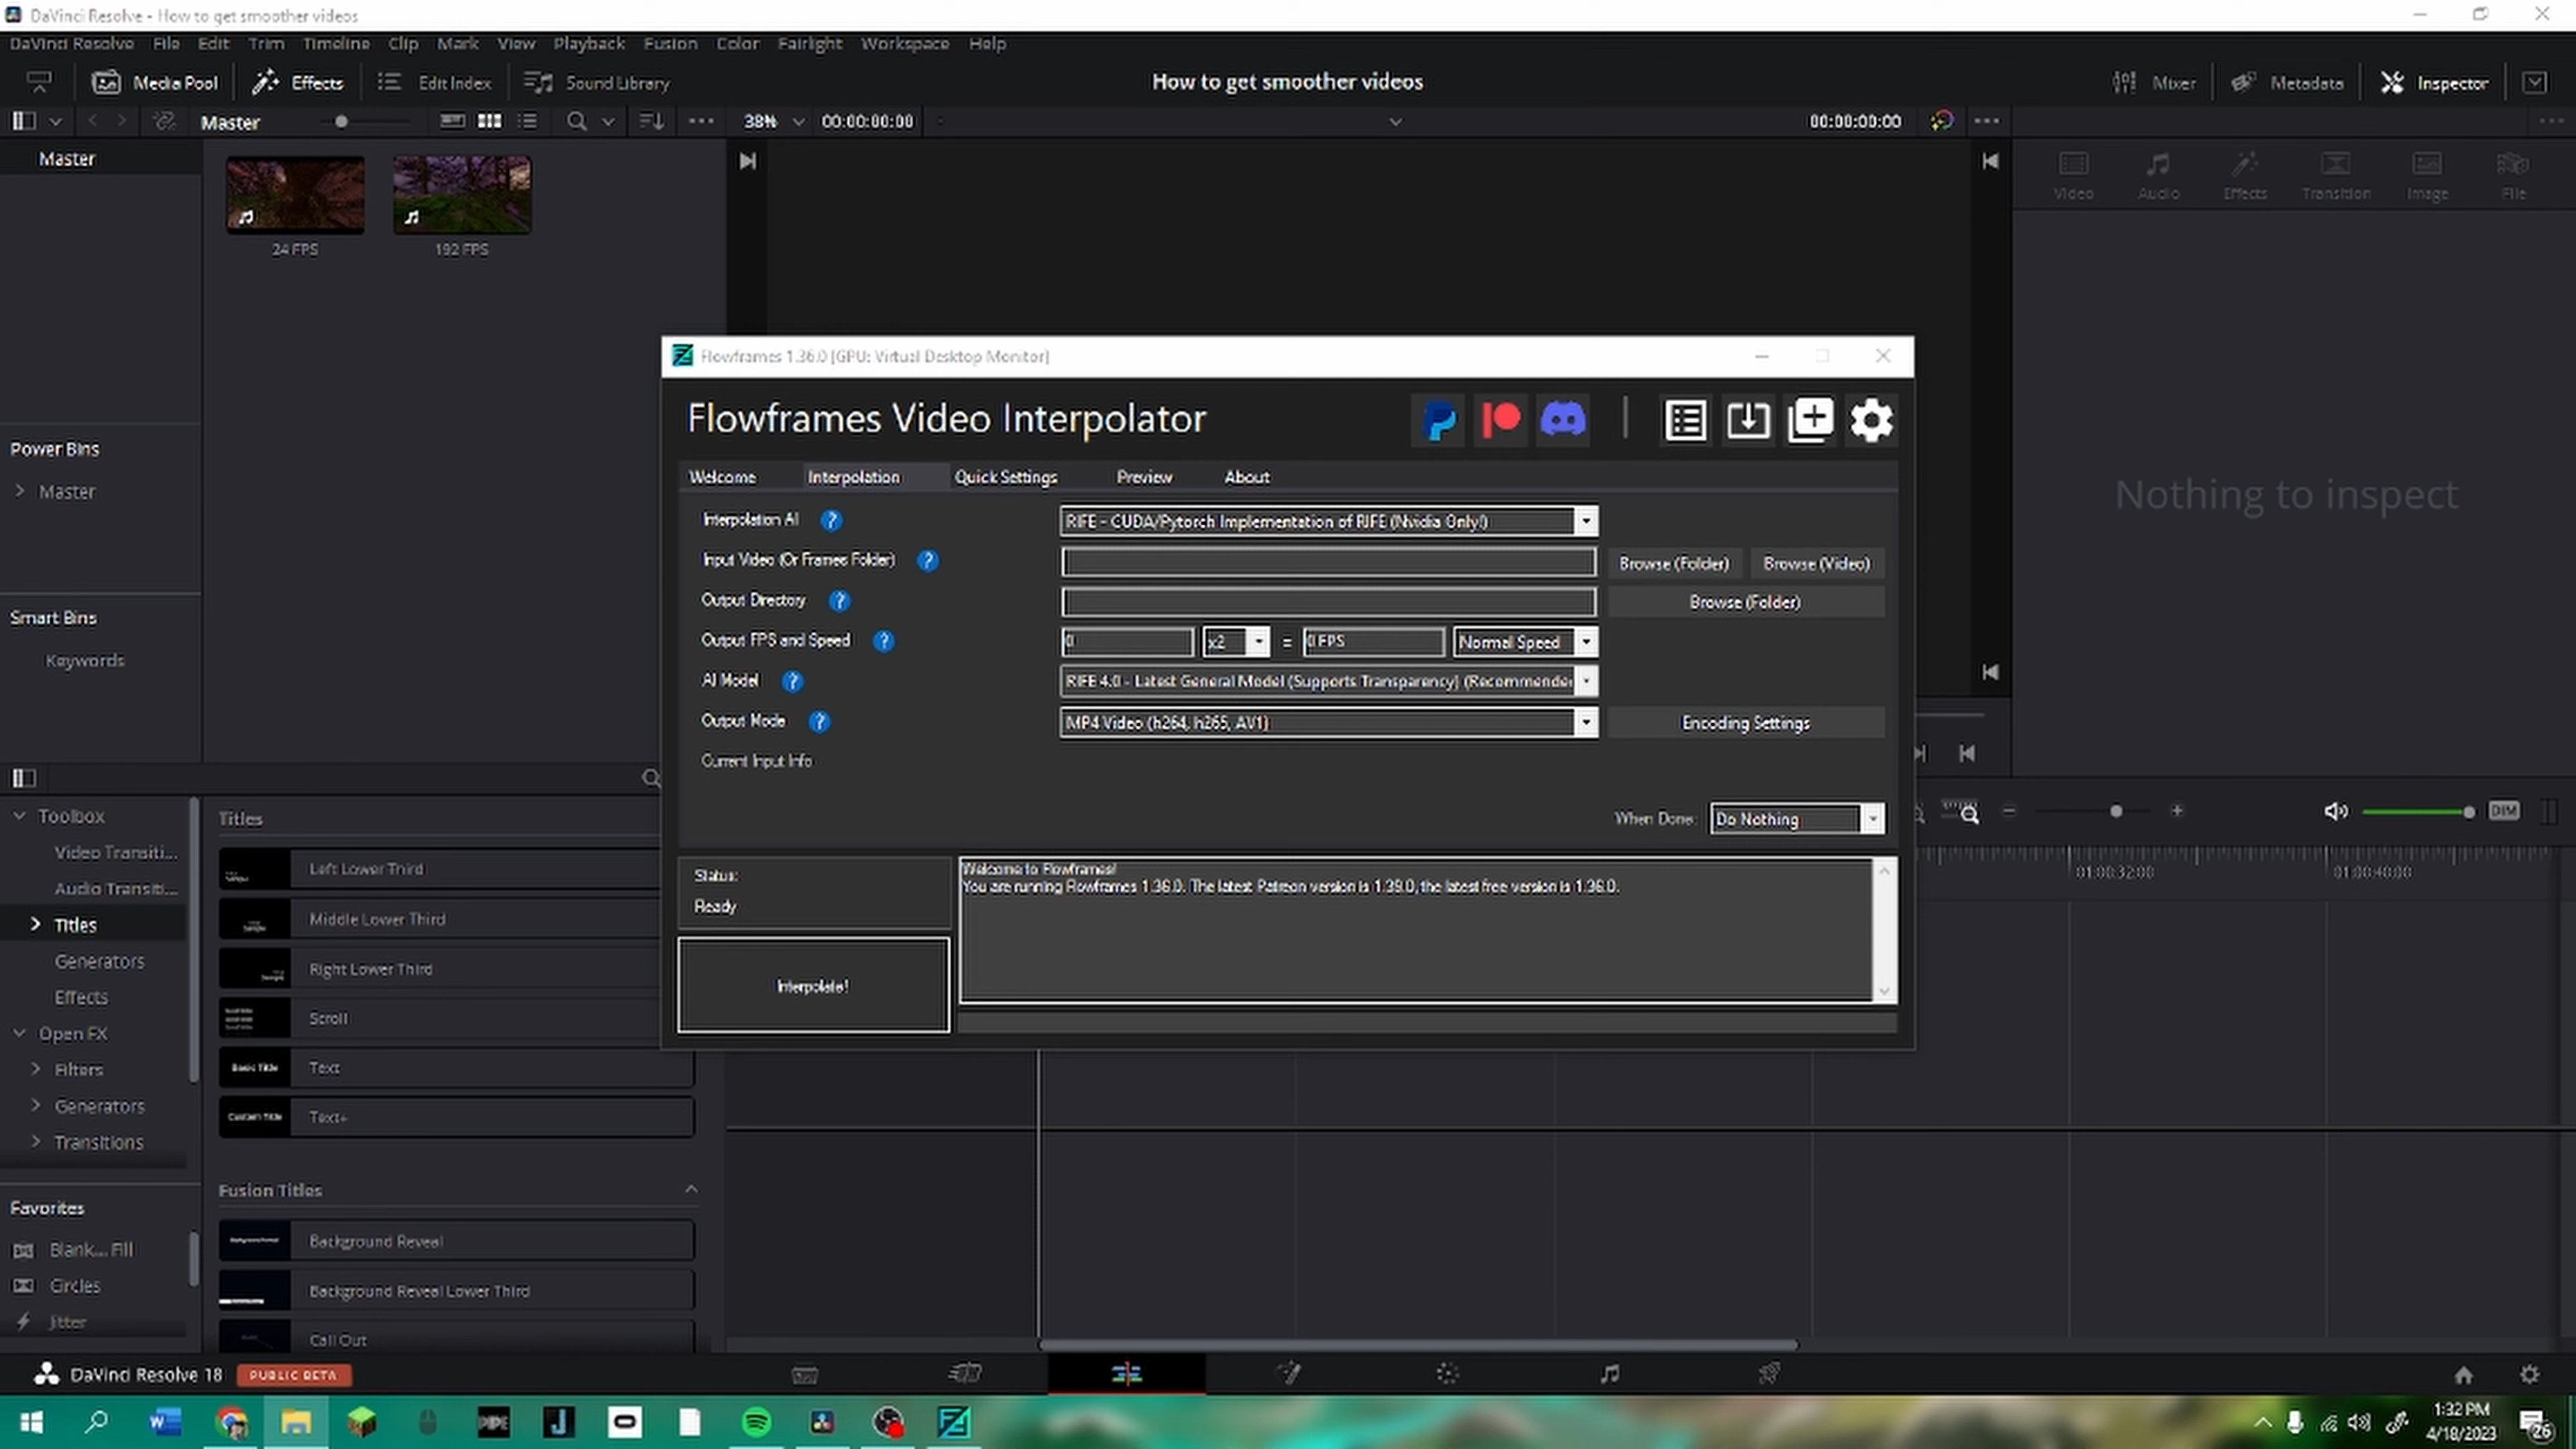 DaVinci Resolve - How to get smoother videos
DaVinci Resolve File Edit Trim Timeline Clip Mark View Playback Fusion Color Fairlight Workspace Help
Media Pool Effects Edit Index Sound Library How to get smoother videos Mixer Metadata Inspector
Master 38% 00:00:00:00 00:00:00:00
Master
24 FPS 192 FPS
Video Audio Effects Transition Image File
Nothing to inspect
Power Bins
Master
Smart Bins
Keywords
Flowframes 1.36.0 [GPU: Virtual Desktop Monitor]
Flowframes Video Interpolator
Welcome Interpolation Quick Settings Preview About
Interpolation AI ? RIFE - CUDA/Pytorch Implementation of RIFE (Nvidia Only!)
Input Video (Or Frames Folder) ? Browse (Folder) Browse (Video)
Output Directory ? Browse (Folder)
Output FPS and Speed ? 0 x2 = 0 FPS Normal Speed
AI Model ? RIFE 4.0 - Latest General Model (Supports Transparency) (Recommende
Output Mode ? MP4 Video (h264, h265, AV1) Encoding Settings
Current Input Info
When Done: Do Nothing
Status:
Ready
Welcome to Flowframes!
You are running Flowframes 1.36.0. The latest Patreon version is 1.39.0, the latest free version is 1.36.0.
Interpolate!
DIM
01:00:32:00 01:00:40:00
Toolbox
Video Transiti...
Audio Transiti...
Titles
Generators
Effects
Open FX
Filters
Generators
Transitions
Titles
Left Lower Third
Middle Lower Third
Right Lower Third
Scroll
Basic Title Text
Custom Title Text+
Fusion Titles
Background Reveal
Background Reveal Lower Third
Call Out
Favorites
Blank... Fill
Circles
Jitter
DaVinci Resolve 18 PUBLIC BETA
1:32 PM
4/18/2023
26